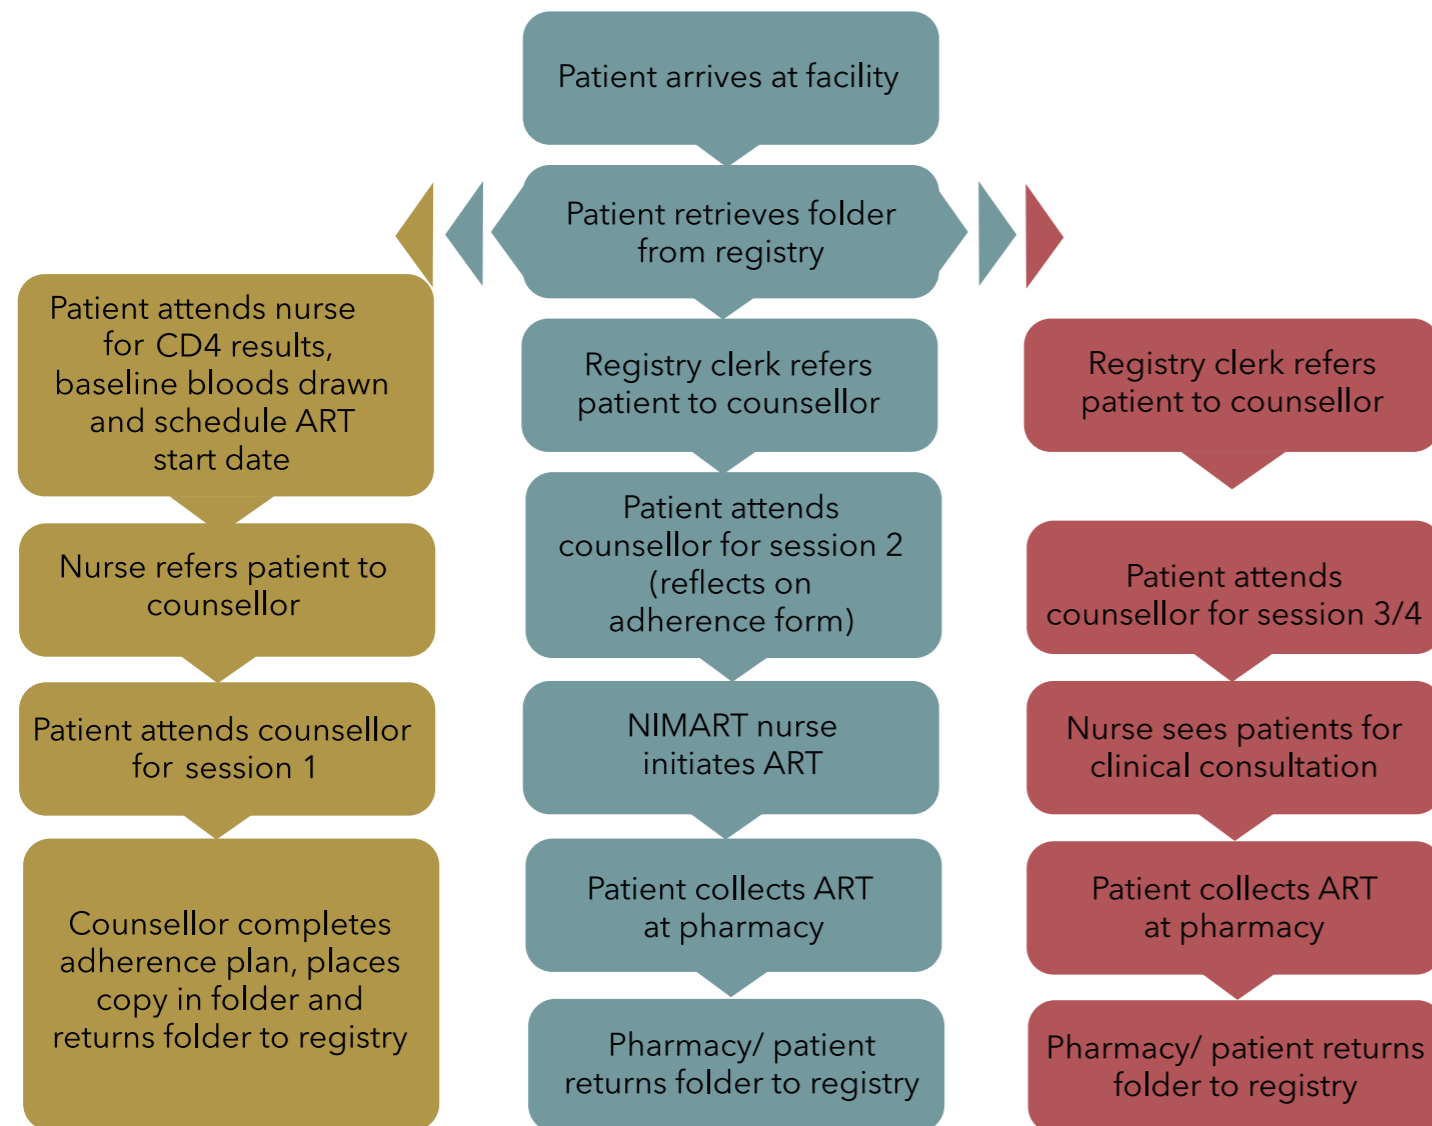 Patient arrives at facility
Patient retrieves folder
from registry
Patient attends nurse
for CD4 results,
baseline bloods drawn
and schedule ART
start date
Nurse refers patient to
counsellor
Patient attends counsellor
for session 1
Counsellor completes
adherence plan, places
copy in folder and
returns folder to registry
Registry clerk refers
patient to counsellor
Patient attends
counsellor for session 2
(reflects on
adherence form)
NIMART nurse
initiates ART
Patient collects ART
at pharmacy
Pharmacy/ patient
returns folder to registry
Registry clerk refers
patient to counsellor
Patient attends
counsellor for session 3/4
Nurse sees patients for
clinical consultation
Patient collects ART
at pharmacy
Pharmacy/ patient returns
folder to registry